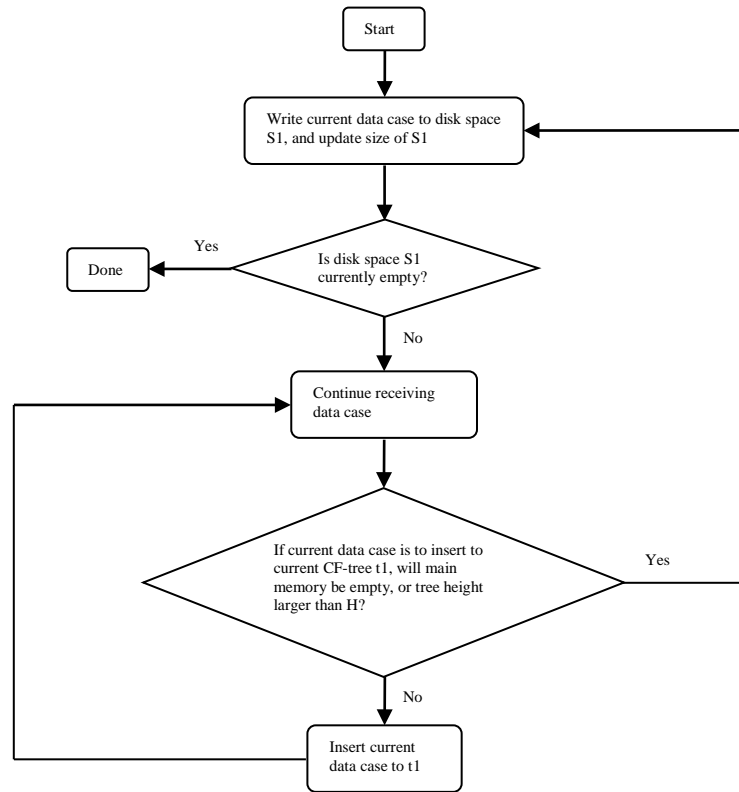 Start
Write current data case to disk space
S1, and update size of S1
Yes
Is disk space S1
currently empty?
Done
No
Continue receiving
data case
If current data case is to insert to
current CF-tree t1, will main
memory be empty, or tree height
larger than H?
Yes
No
Insert current
data case to t1